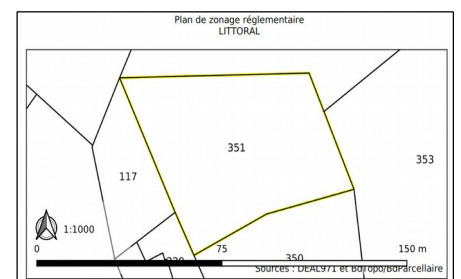 Plan de zonage réglementaire
LITTORAL
351
353
117
1:1000
0 75 150 m
339 350
Sources : DEAL971 et BdTopo/BdParcellaire